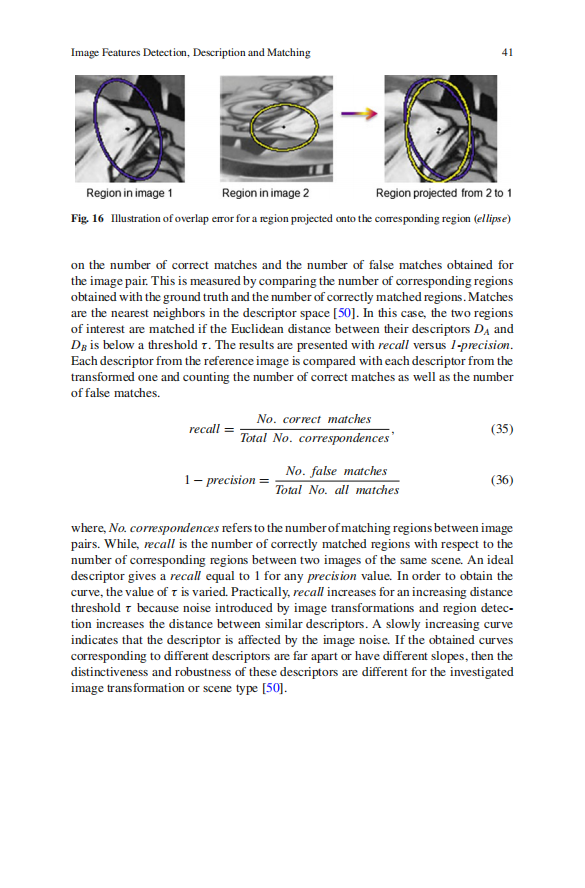 Image Features Detection, Description and Matching 41
Region in image 1 Region in image 2 Region projected from 2 to 1
Fig. 16 Illustration of overlap error for a region projected onto the corresponding region (ellipse)
on the number of correct matches and the number of false matches obtained for
the image pair. This is measured by comparing the number of corresponding regions
obtained with the ground truth and the number of correctly matched regions. Matches
are the nearest neighbors in the descriptor space [50]. In this case, the two regions
of interest are matched if the Euclidean distance between their descriptors D_A and
D_B is below a threshold τ. The results are presented with recall versus 1-precision.
Each descriptor from the reference image is compared with each descriptor from the
transformed one and counting the number of correct matches as well as the number
of false matches.
recall = No. correct matches / Total No. correspondences, (35)
1 − precision = No. false matches / Total No. all matches (36)
where, No. correspondences refers to the number of matching regions between image
pairs. While, recall is the number of correctly matched regions with respect to the
number of corresponding regions between two images of the same scene. An ideal
descriptor gives a recall equal to 1 for any precision value. In order to obtain the
curve, the value of τ is varied. Practically, recall increases for an increasing distance
threshold τ because noise introduced by image transformations and region detec-
tion increases the distance between similar descriptors. A slowly increasing curve
indicates that the descriptor is affected by the image noise. If the obtained curves
corresponding to different descriptors are far apart or have different slopes, then the
distinctiveness and robustness of these descriptors are different for the investigated
image transformation or scene type [50].